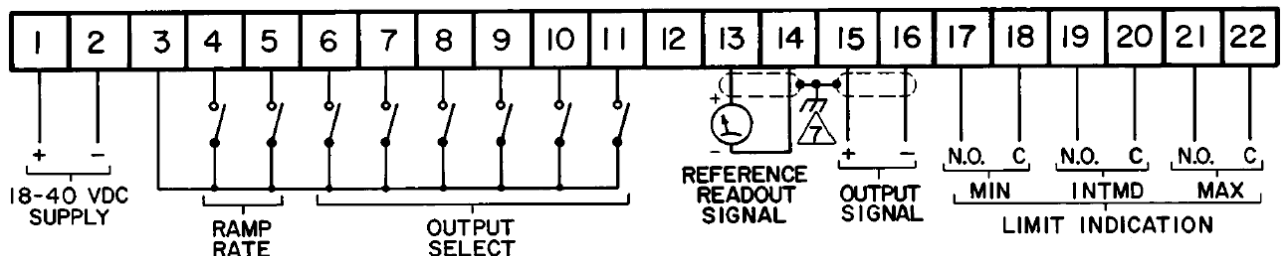 1 2 3 4 5 6 7 8 9 10 11 12 13 14 15 16 17 18 19 20 21 22
+ −
18-40 VDC
SUPPLY
RAMP
RATE
OUTPUT
SELECT
+
−
7
REFERENCE
READOUT
SIGNAL
+ −
OUTPUT
SIGNAL
N.O. C N.O. C N.O. C
MIN INTMD MAX
LIMIT INDICATION